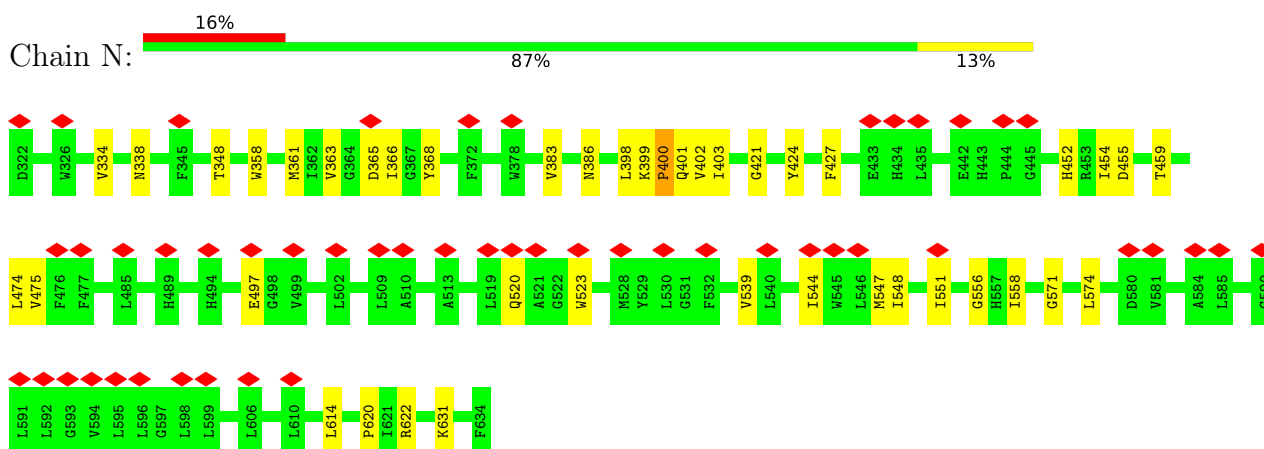 16%
Chain N:
87% 13%
D322 W326 V334 N338 F345 T348 W358 M361 I362 V363 G364 D365 I366 G367 Y368 F372 W378 V383 N386 L398 K399 P400 Q401 V402 I403 G421 Y424 F427 E433 H434 L435 E442 H443 P444 G445 H452 R453 I454 D455 T459
L474 V475 F476 F477 L485 H489 H494 E497 G498 V499 L502 L509 A510 A513 L519 Q520 A521 G522 W523 M528 Y529 L530 G531 F532 V539 L540 I544 W545 L546 M547 I548 I551 G556 H557 I558 G571 L574 D580 V581 A584 L585
L591 L592 G593 V594 L595 L596 G597 L598 L599 L606 L610 L614 P620 I621 R622 K631 F634